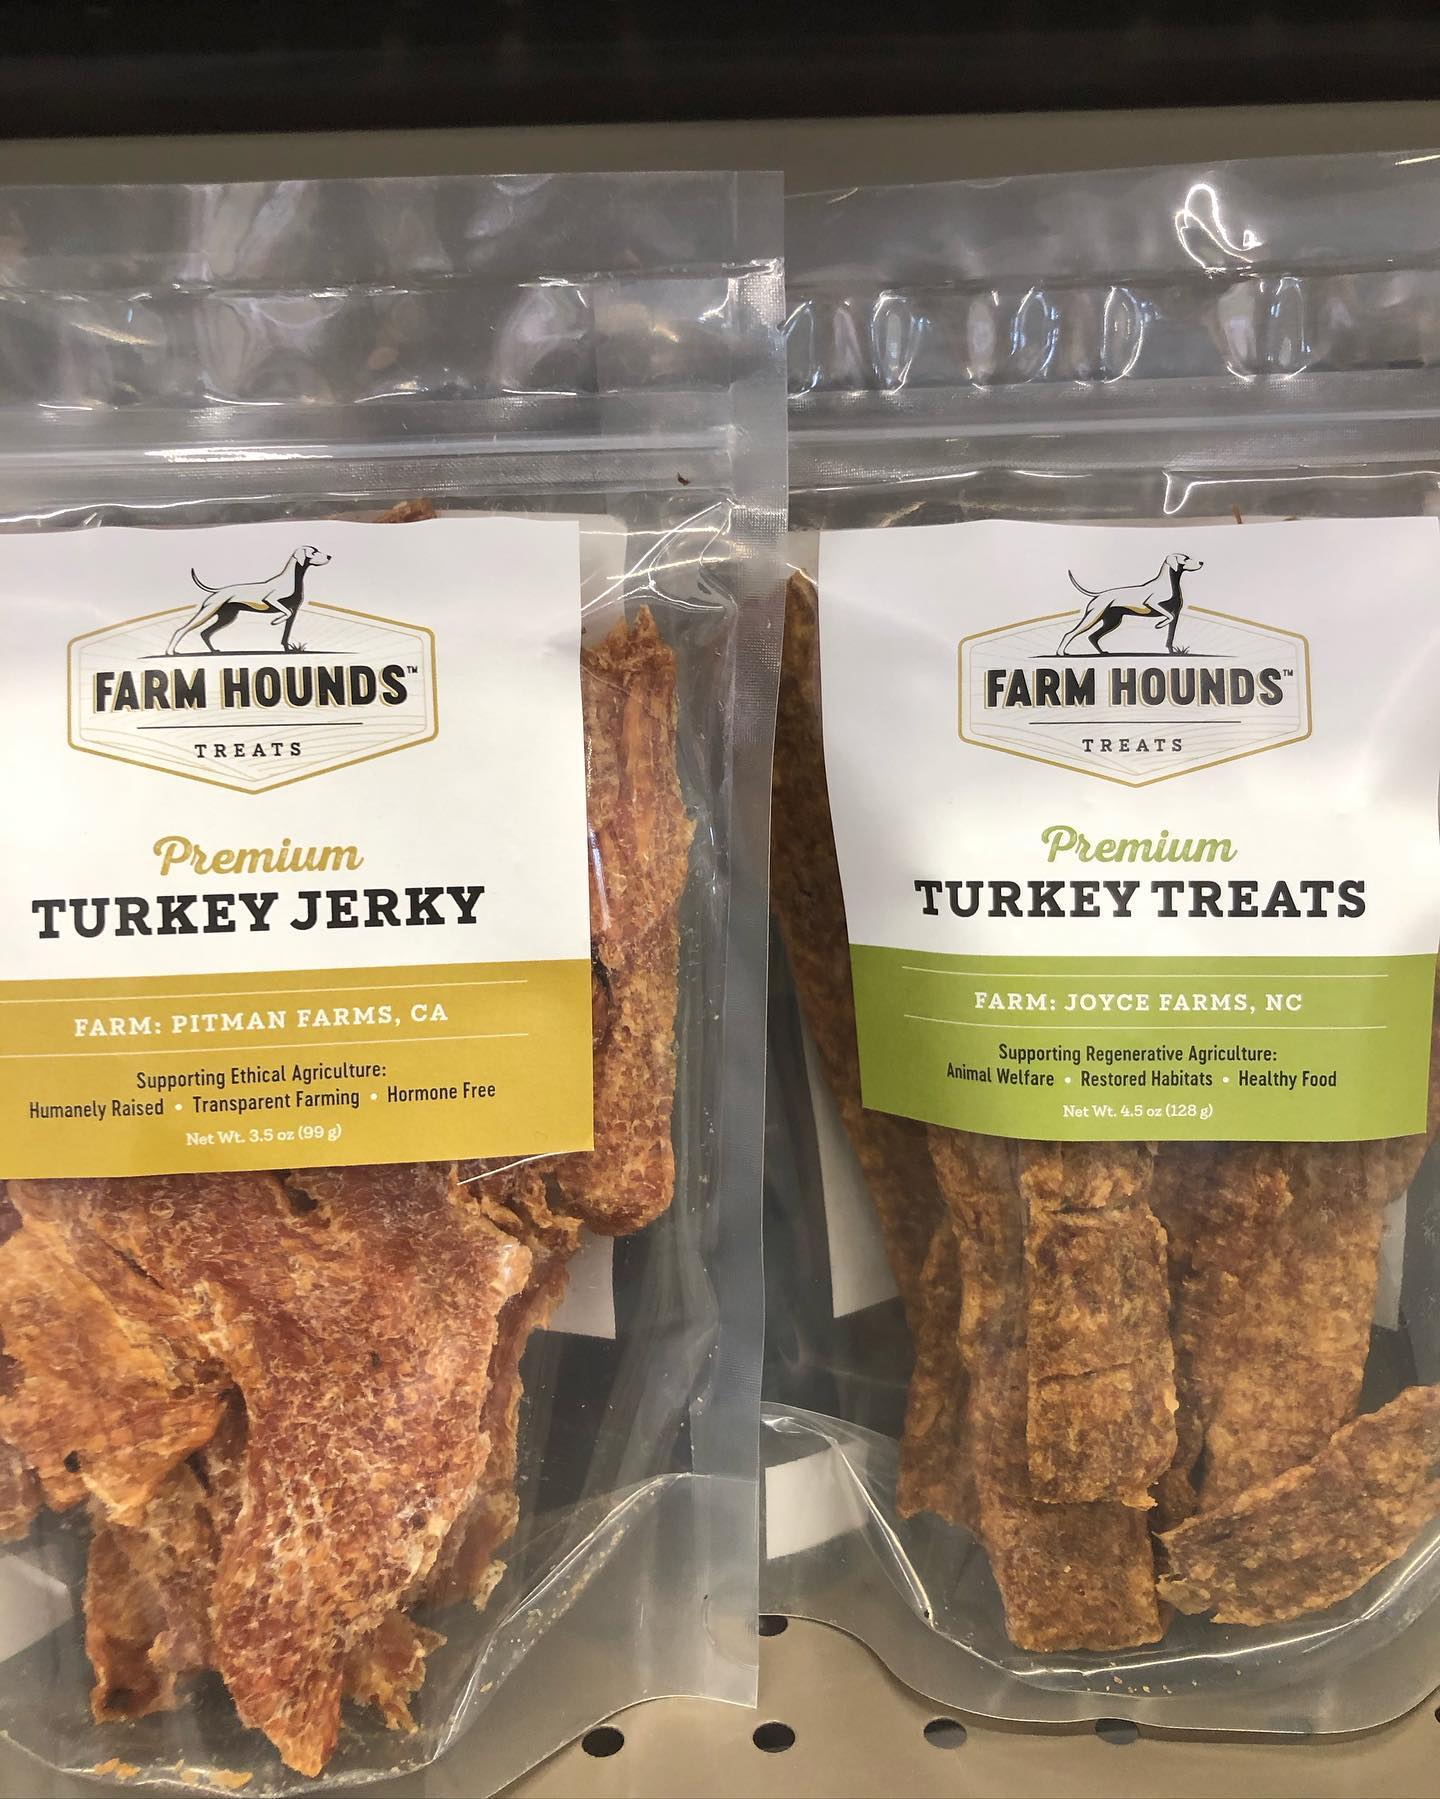 FARM HOUNDS™
TREATS
Premium
TURKEY JERKY
FARM: PITMAN FARMS, CA
Supporting Ethical Agriculture:
Humanely Raised • Transparent Farming • Hormone Free
Net Wt. 3.5 oz (99 g)
FARM HOUNDS™
TREATS
Premium
TURKEY TREATS
FARM: JOYCE FARMS, NC
Supporting Regenerative Agriculture:
Animal Welfare • Restored Habitats • Healthy Food
Net Wt. 4.5 oz (128 g)